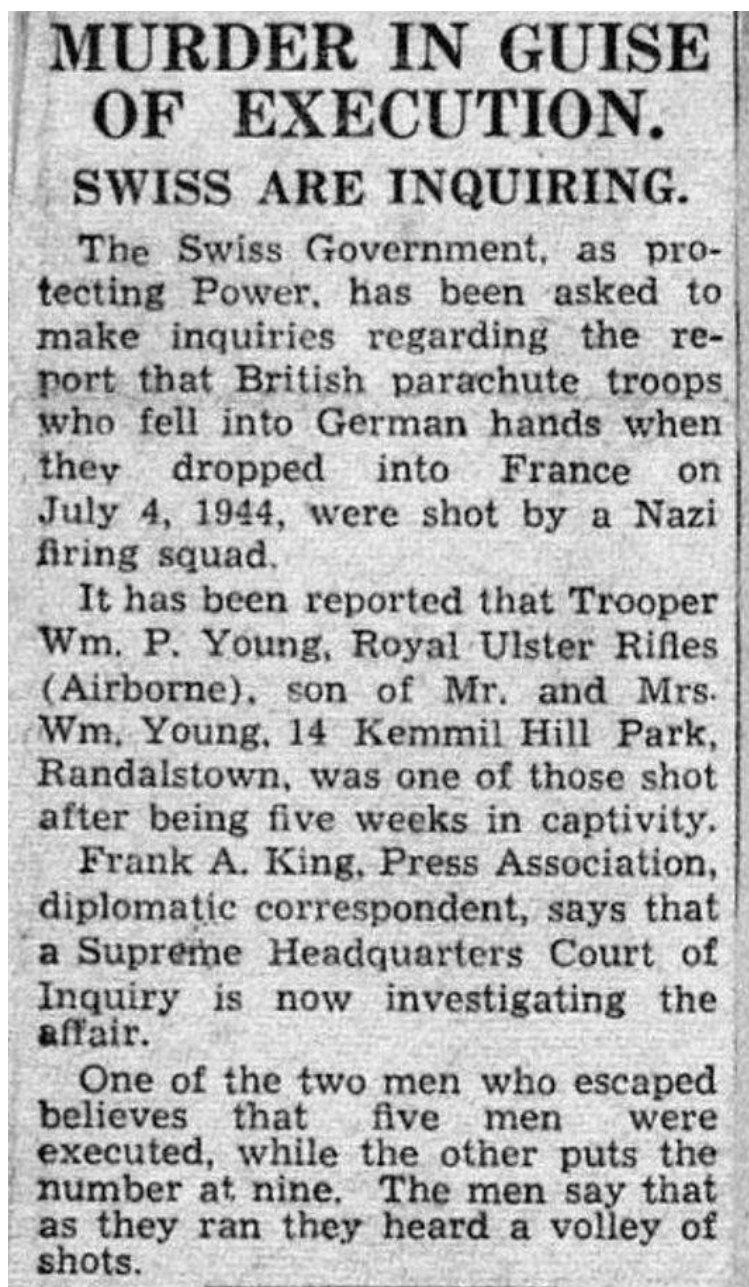 MURDER IN GUISE
OF EXECUTION.
SWISS ARE INQUIRING.
The Swiss Government, as pro-
tecting Power, has been asked to
make inquiries regarding the re-
port that British parachute troops
who fell into German hands when
they dropped into France on
July 4, 1944, were shot by a Nazi
firing squad.
It has been reported that Trooper
Wm. P. Young, Royal Ulster Rifles
(Airborne), son of Mr. and Mrs.
Wm. Young, 14 Kemmil Hill Park,
Randalstown, was one of those shot
after being five weeks in captivity.
Frank A. King, Press Association,
diplomatic correspondent, says that
a Supreme Headquarters Court of
Inquiry is now investigating the
affair.
One of the two men who escaped
believes that five men were
executed, while the other puts the
number at nine. The men say that
as they ran they heard a volley of
shots.